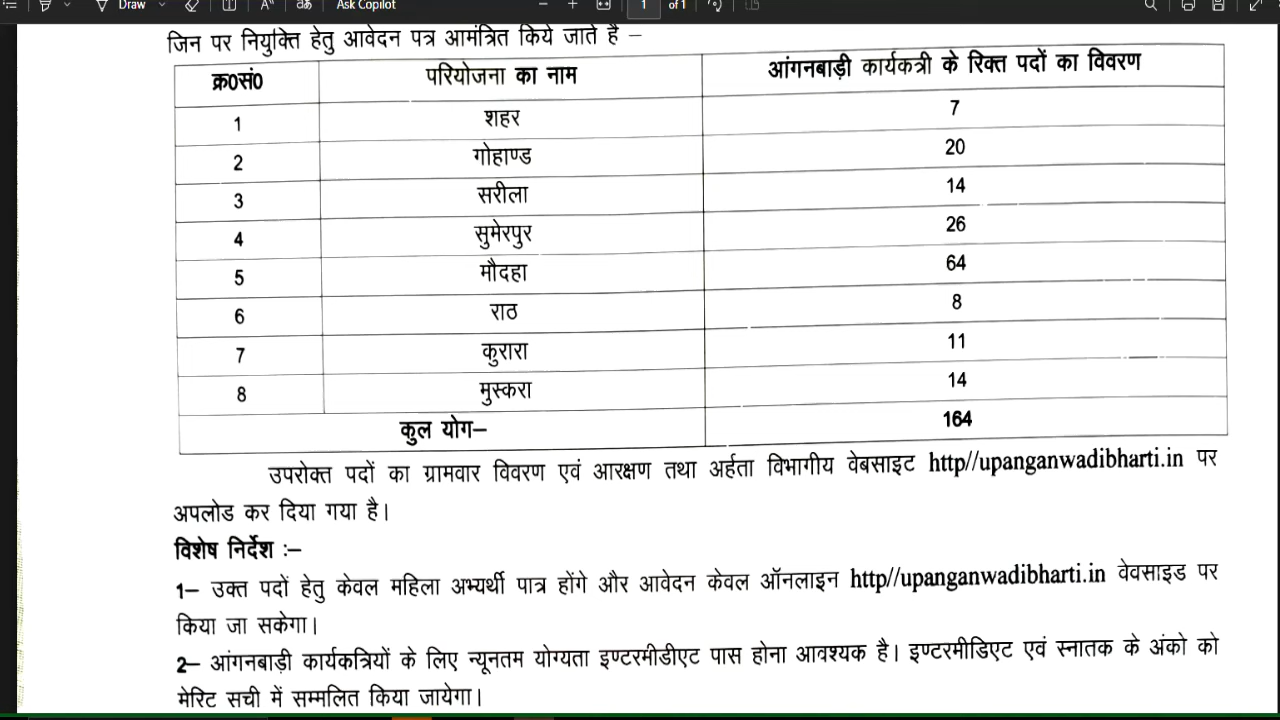 Draw
Ask Copilot
1 of 1
जिन पर नियुक्ति हेतु आवेदन पत्र आमंत्रित किये जाते है –
क्र0सं0 परियोजना का नाम आंगनबाड़ी कार्यकत्री के रिक्त पदों का विवरण
1 शहर 7
2 गोहाण्ड 20
3 सरीला 14
4 सुमेरपुर 26
5 मौदहा 64
6 राठ 8
7 कुरारा 11
8 मुस्करा 14
कुल योग– 164
उपरोक्त पदों का ग्रामवार विवरण एवं आरक्षण तथा अर्हता विभागीय वेबसाइट http//upanganwadibharti.in पर
अपलोड कर दिया गया है।
विशेष निर्देश :–
1– उक्त पदों हेतु केवल महिला अभ्यर्थी पात्र होंगे और आवेदन केवल ऑनलाइन http//upanganwadibharti.in वेवसाइड पर
किया जा सकेगा।
2– आंगनबाड़ी कार्यकत्रियों के लिए न्यूनतम योग्यता इण्टरमीडीएट पास होना आवश्यक है। इण्टरमीडिएट एवं स्नातक के अंको को
मेरिट सची में सम्मलित किया जायेगा।